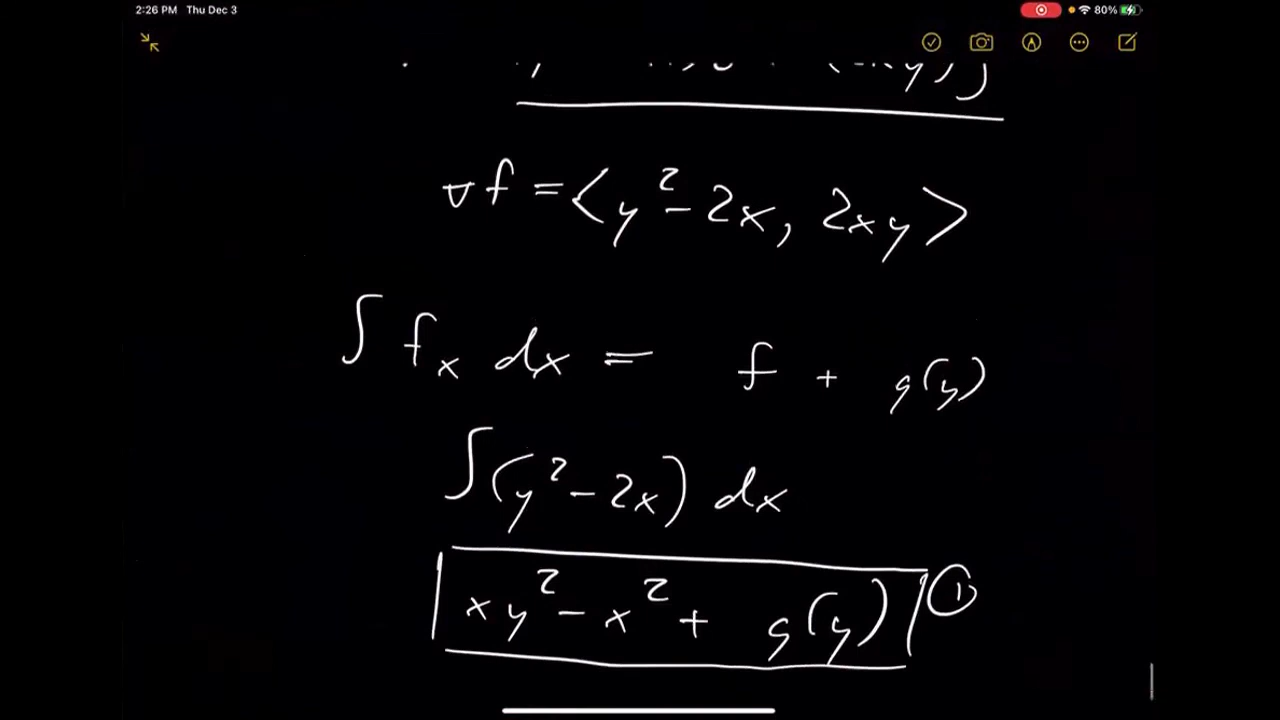 2:26 PM Thu Dec 3
80%
∇f = <y² - 2x, 2xy>
∫ fₓ dx = f + g(y)
∫(y² - 2x) dx
xy² - x² + g(y) ①